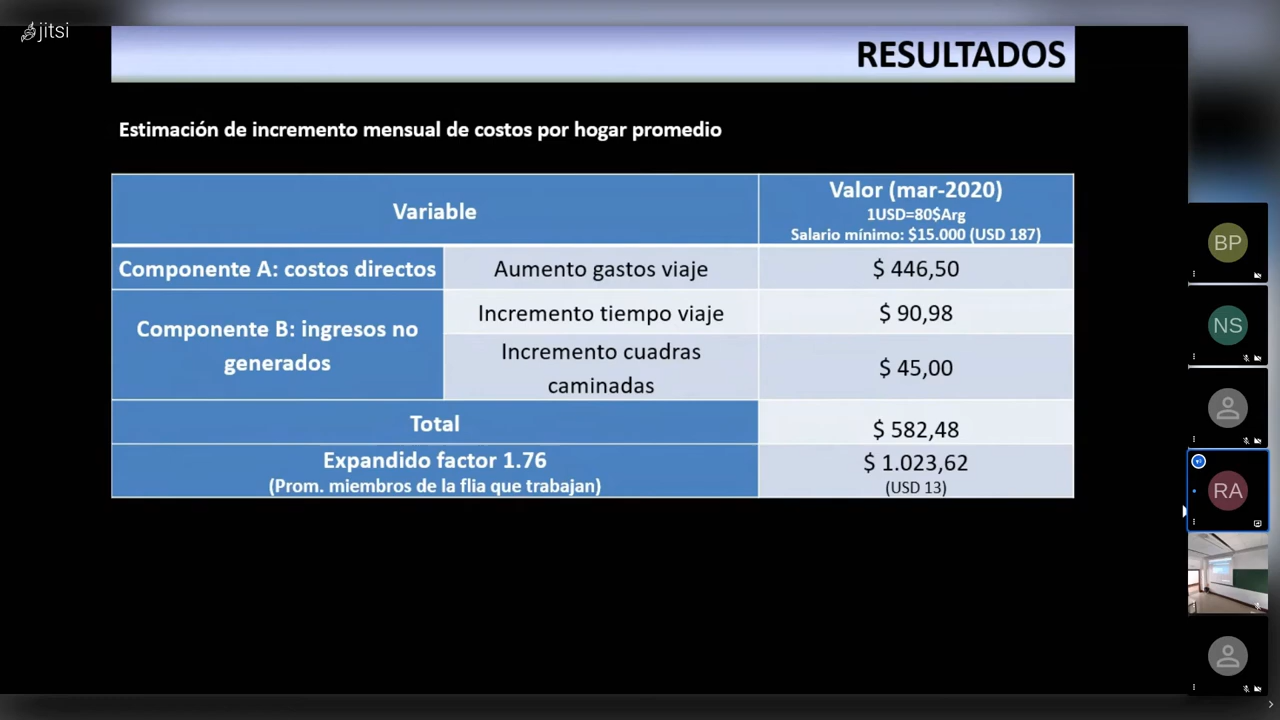 jitsi
RESULTADOS
Estimación de incremento mensual de costos por hogar promedio
Variable
Valor (mar-2020)
1USD=80$Arg
Salario mínimo: $15.000 (USD 187)
Componente A: costos directos
Aumento gastos viaje
$ 446,50
Componente B: ingresos no
generados
Incremento tiempo viaje
$ 90,98
Incremento cuadras
caminadas
$ 45,00
Total
$ 582,48
Expandido factor 1.76
(Prom. miembros de la flia que trabajan)
$ 1.023,62
(USD 13)
BP
NS
RA